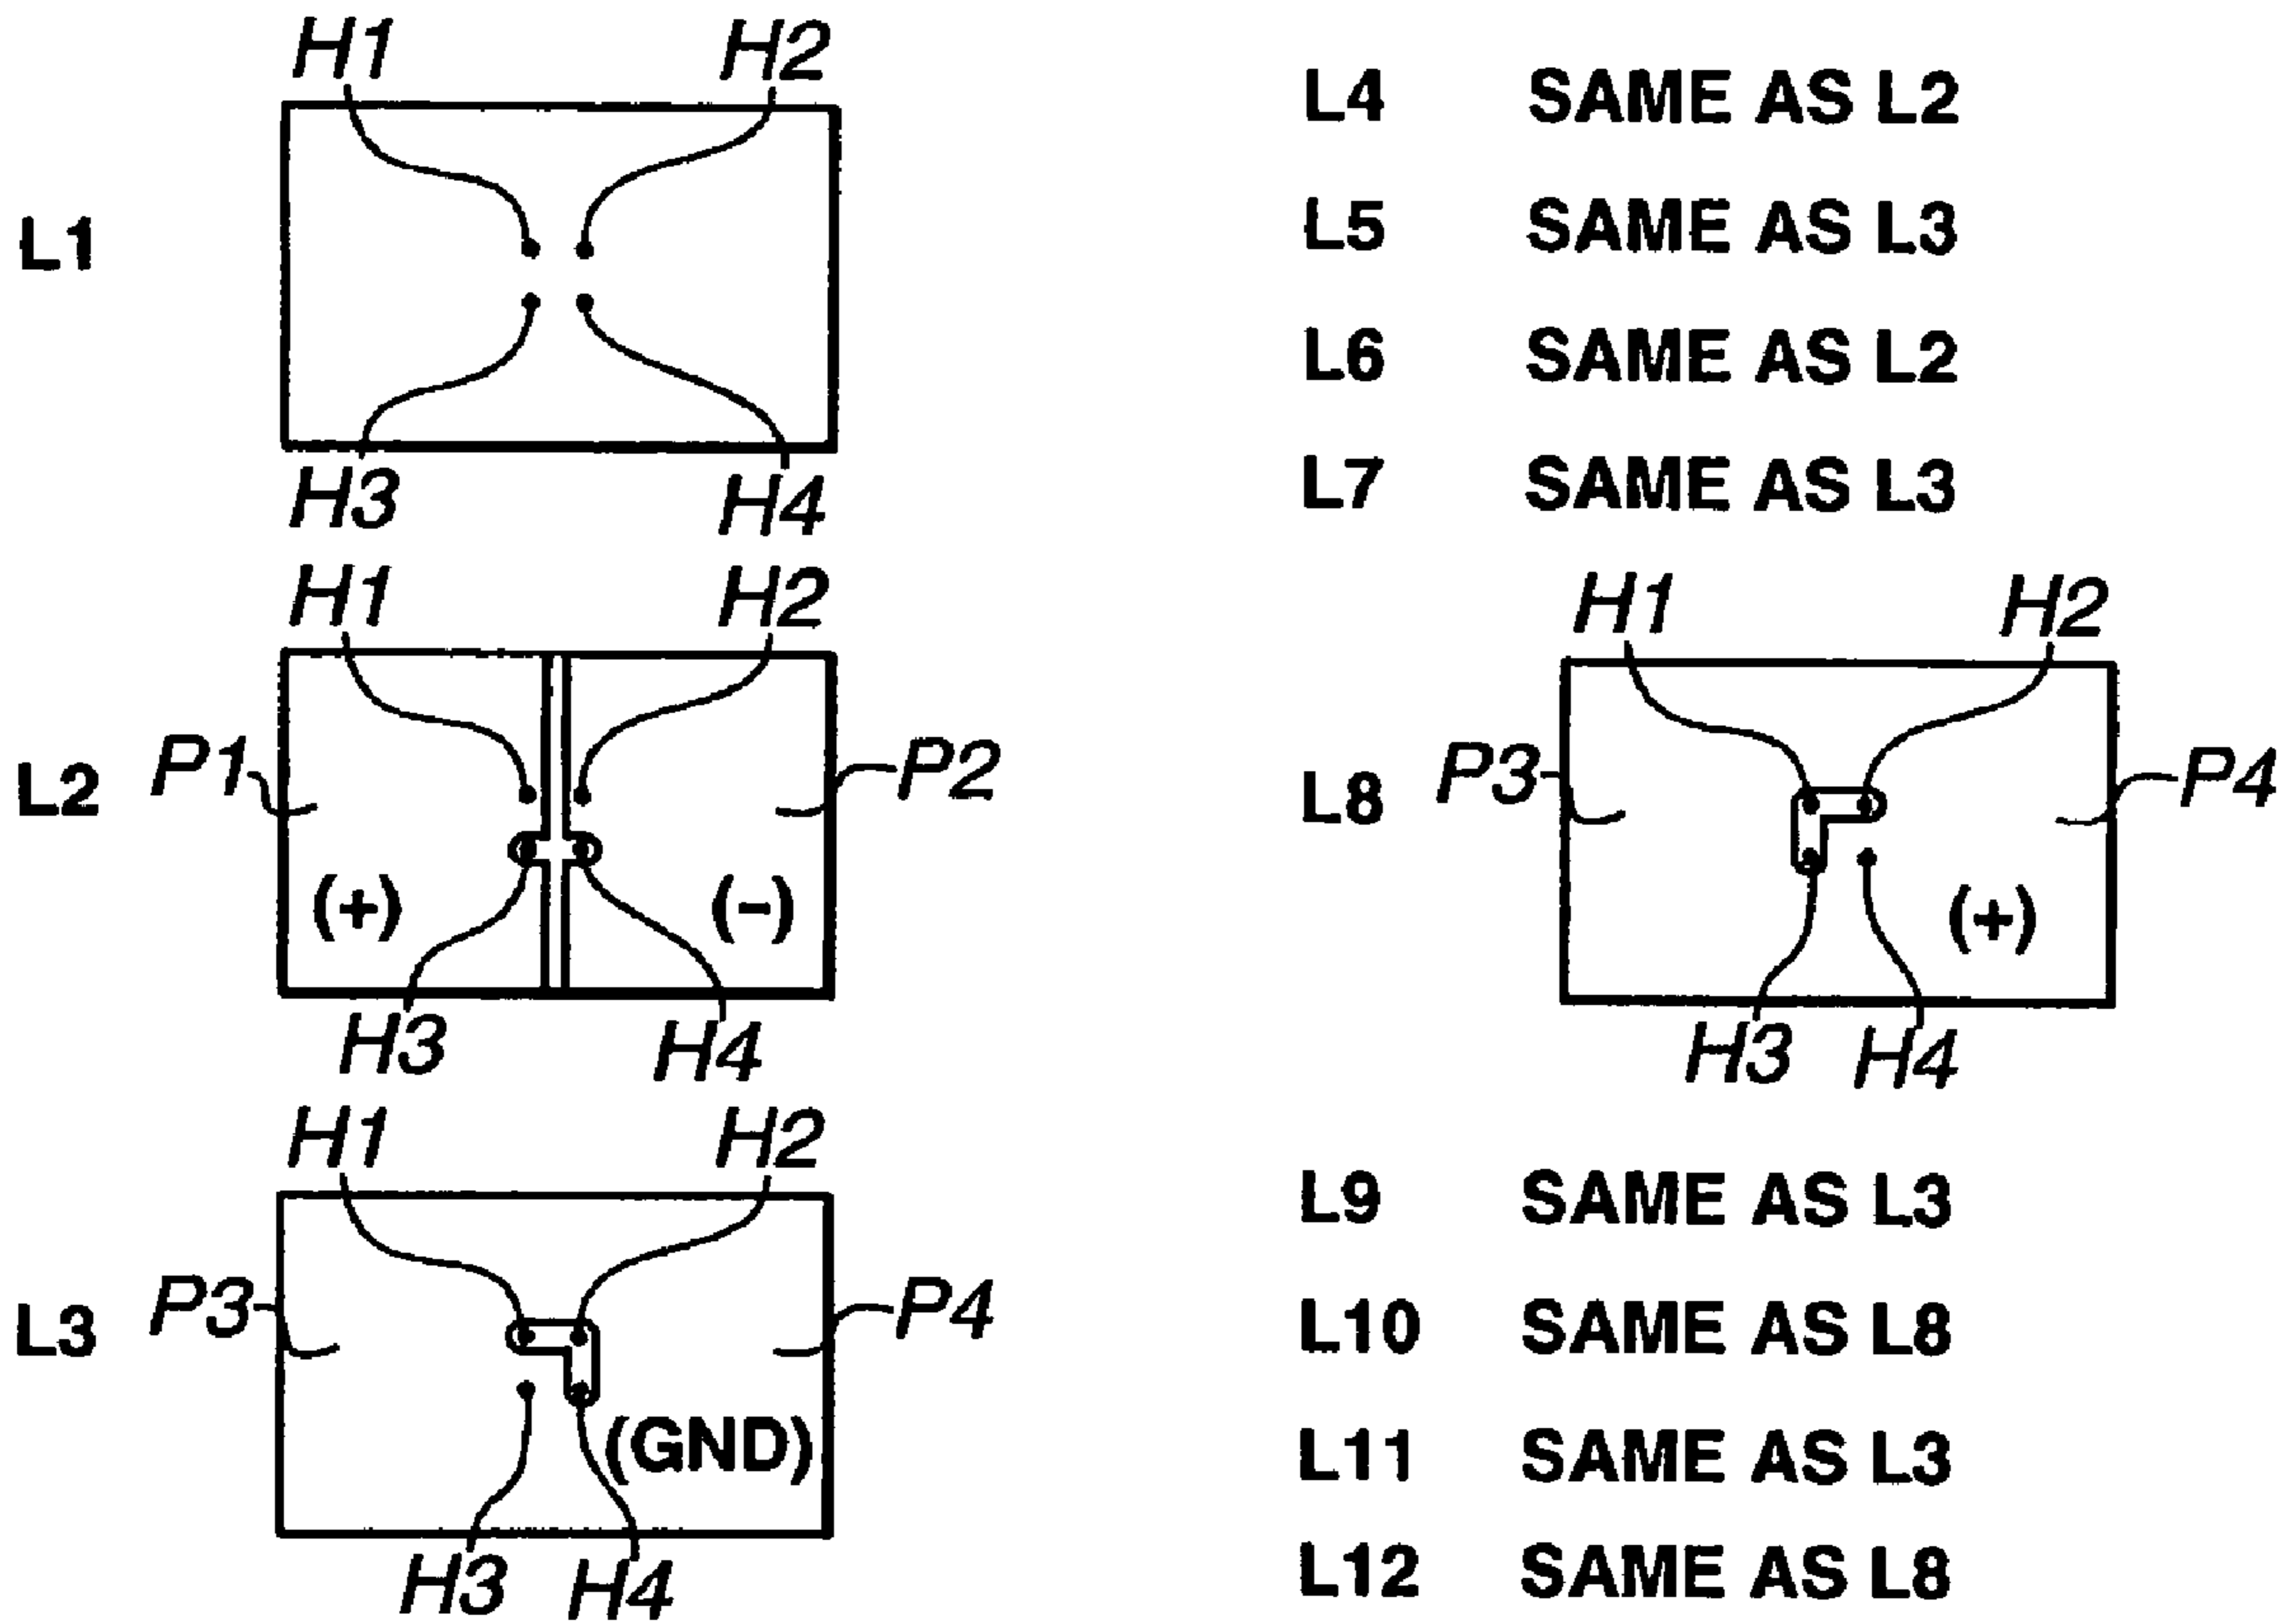 H1 H2
L1
H3 H4
H1 H2
L2 P1 P2
(+) (-)
H3 H4
H1 H2
L3 P3 P4
(GND)
H3 H4
L4 SAME AS L2
L5 SAME AS L3
L6 SAME AS L2
L7 SAME AS L3
H1 H2
L8 P3 P4
(+)
H3 H4
L9 SAME AS L3
L10 SAME AS L8
L11 SAME AS L3
L12 SAME AS L8